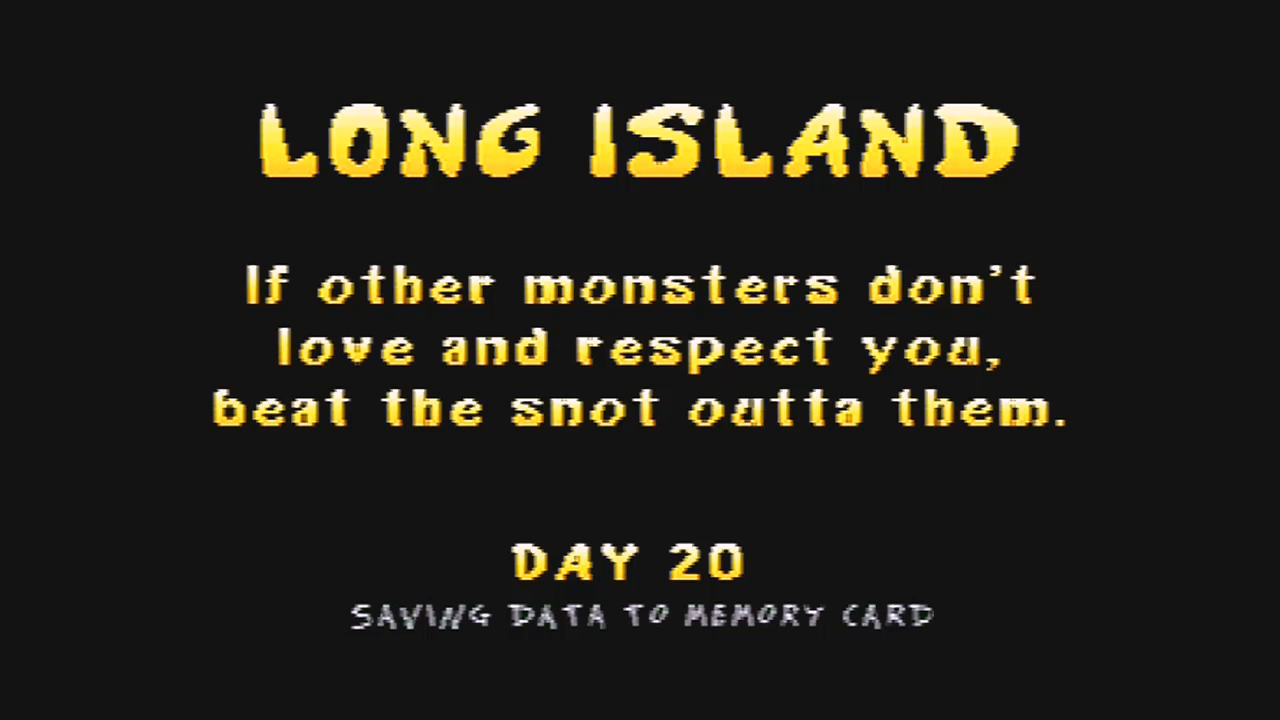 LONG ISLAND
If other monsters don't
love and respect you,
beat the snot outta them.
DAY 20
SAVING DATA TO MEMORY CARD